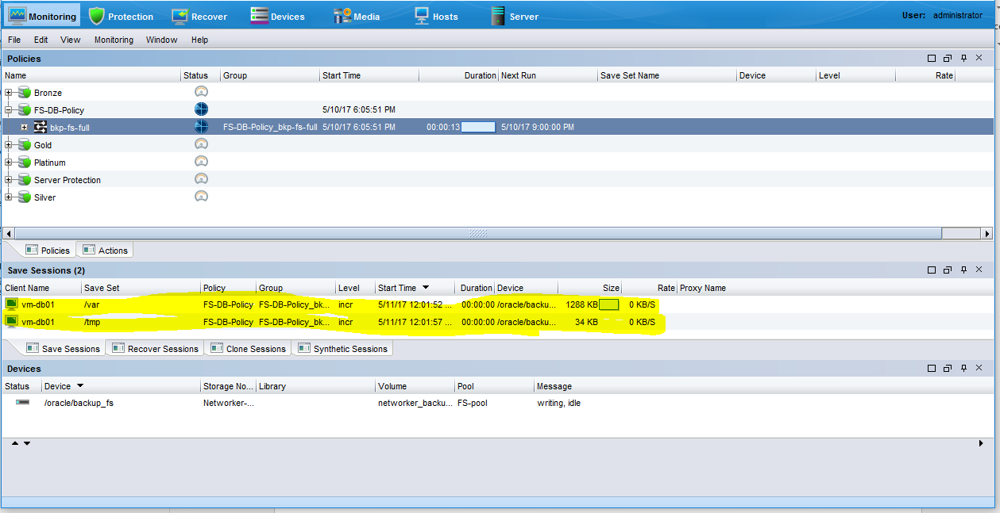 Monitoring Protection Recover Devices Media Hosts Server User: administrator
File Edit View Monitoring Window Help
Policies
Name Status Group Start Time Duration Next Run Save Set Name Device Level Rate
Bronze
FS-DB-Policy 5/10/17 6:05:51 PM
bkp-fs-full FS-DB-Policy_bkp-fs-full 5/10/17 6:05:51 PM 00:00:13 5/10/17 9:00:00 PM
Gold
Platinum
Server Protection
Silver
Policies Actions
Save Sessions (2)
Client Name Save Set Policy Group Level Start Time Duration Device Size Rate Proxy Name
vm-db01 /var FS-DB-Policy FS-DB-Policy_bk... incr 5/11/17 12:01:52 ... 00:00:00 /oracle/backu... 1288 KB 0 KB/S
vm-db01 /tmp FS-DB-Policy FS-DB-Policy_bk... incr 5/11/17 12:01:57 ... 00:00:00 /oracle/backu... 34 KB 0 KB/S
Save Sessions Recover Sessions Clone Sessions Synthetic Sessions
Devices
Status Device Storage No... Library Volume Pool Message
/oracle/backup_fs Networker-... networker_backu... FS-pool writing, idle